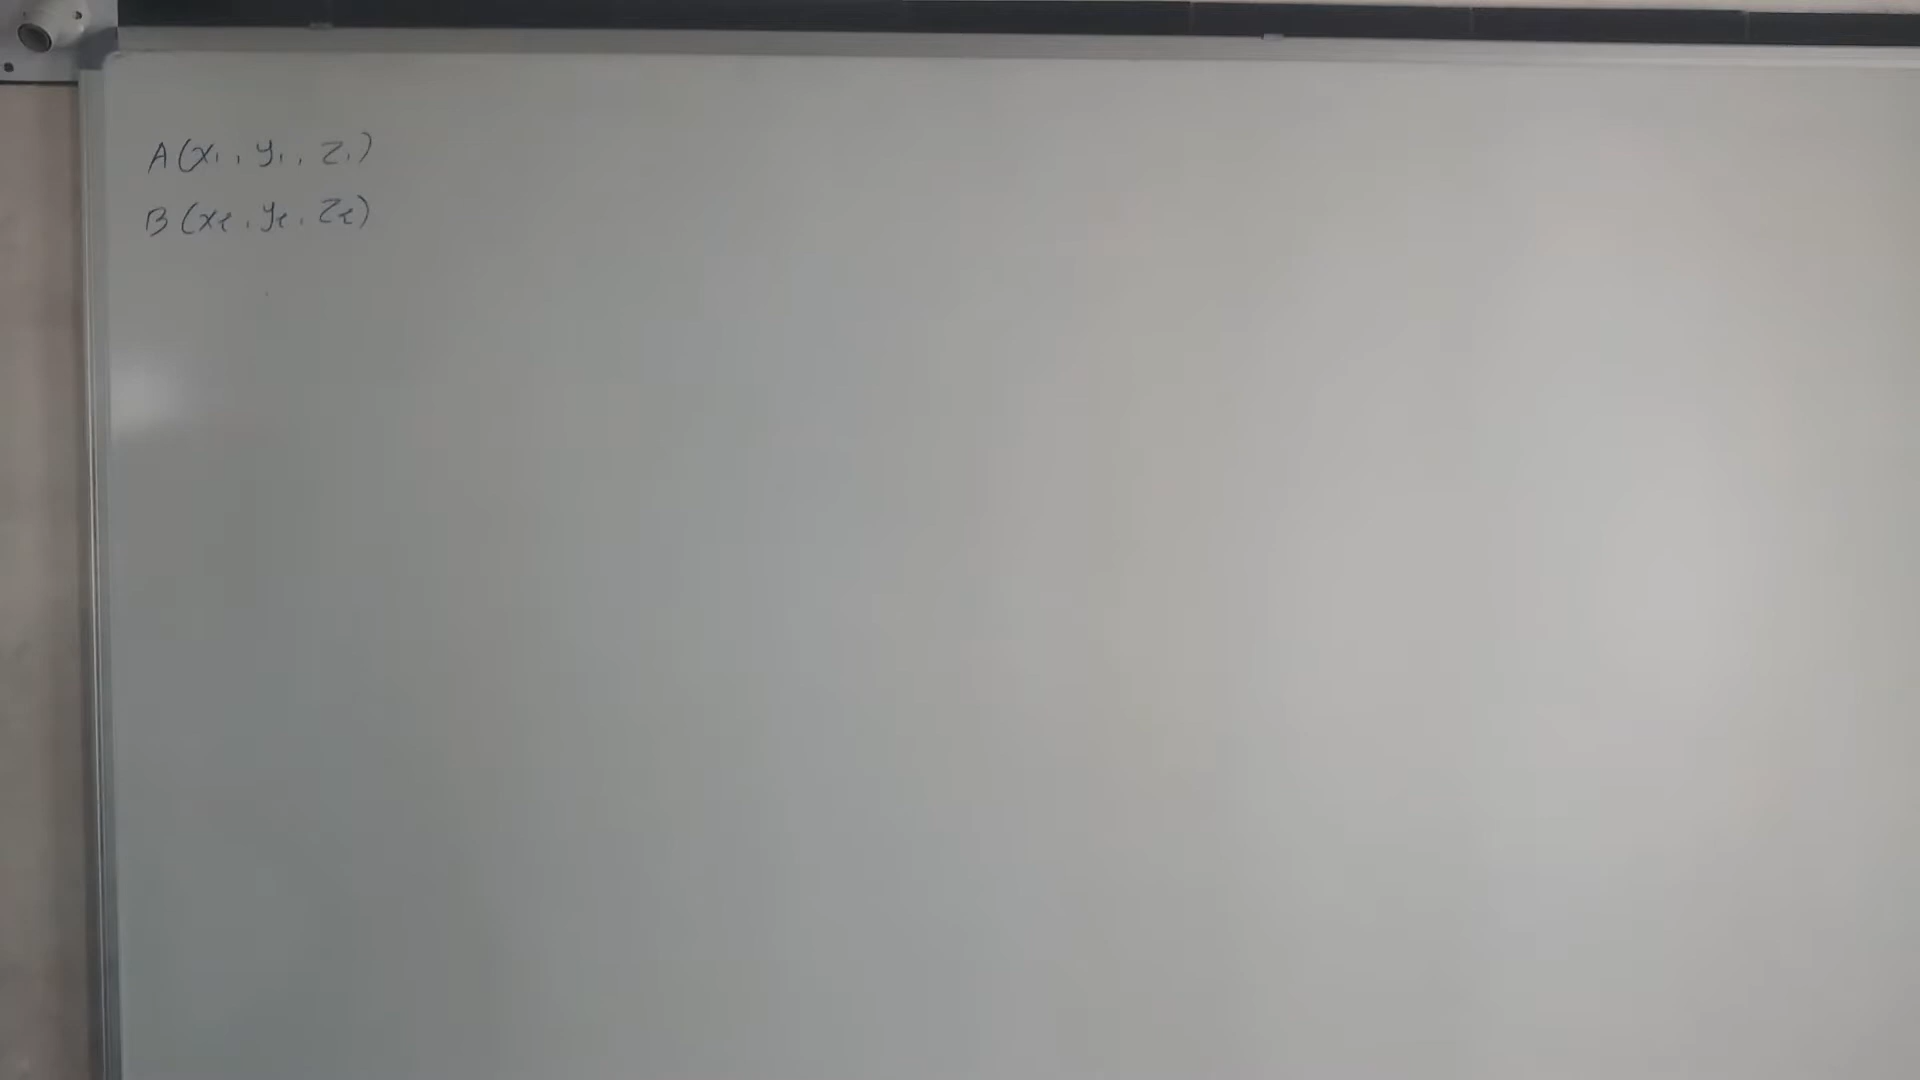 A(x₁, y₁, z₁)
B(x₂, y₂, z₂)